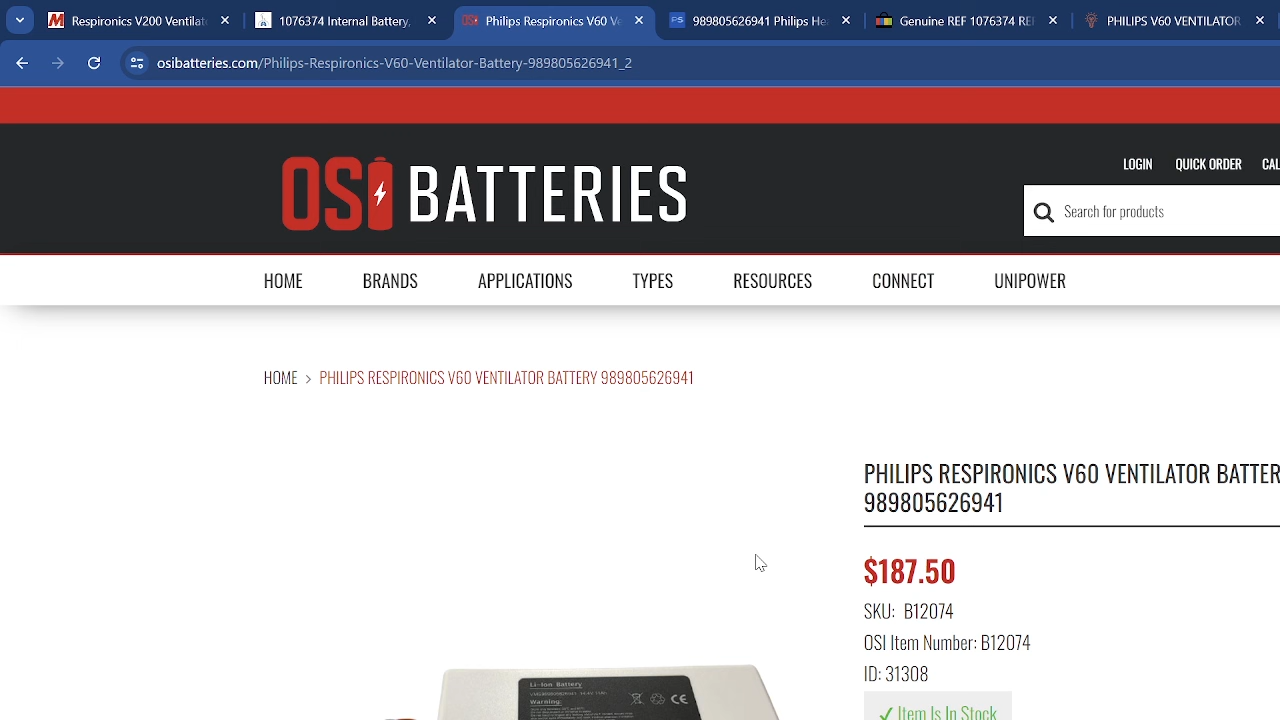 Respironics V200 Ventilat
1076374 Internal Battery,
Philips Respironics V60 Ve
989805626941 Philips Hea
Genuine REF 1076374 RE
PHILIPS V60 VENTILATOR
osibatteries.com/Philips-Respironics-V60-Ventilator-Battery-989805626941_2
OSI BATTERIES
LOGIN QUICK ORDER CAL
Search for products
HOME BRANDS APPLICATIONS TYPES RESOURCES CONNECT UNIPOWER
HOME > PHILIPS RESPIRONICS V60 VENTILATOR BATTERY 989805626941
PHILIPS RESPIRONICS V60 VENTILATOR BATTER
989805626941
$187.50
SKU: B12074
OSI Item Number: B12074
ID: 31308
✓ Item Is In Stock
Li-Ion Battery
Warning: